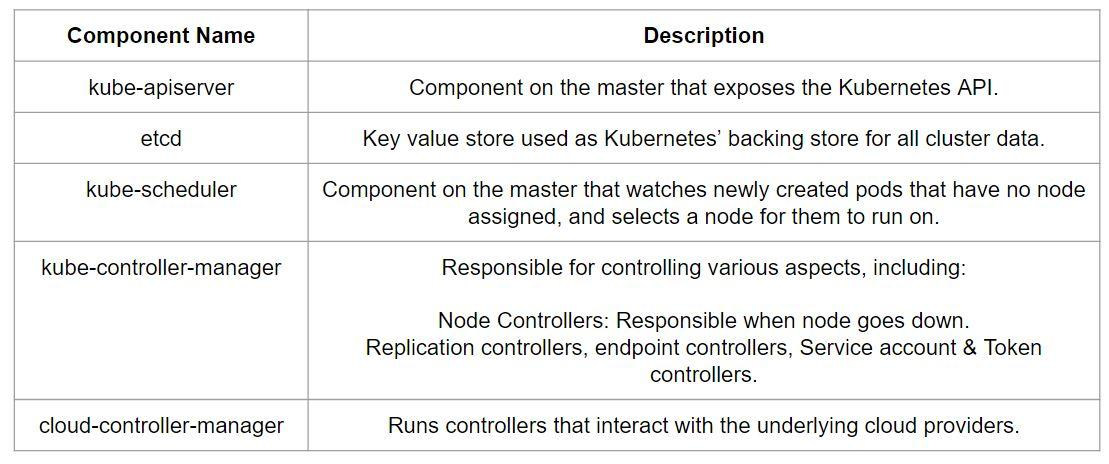 Component Name
Description
kube-apiserver
Component on the master that exposes the Kubernetes API.
etcd
Key value store used as Kubernetes’ backing store for all cluster data.
kube-scheduler
Component on the master that watches newly created pods that have no node
assigned, and selects a node for them to run on.
kube-controller-manager
Responsible for controlling various aspects, including:
Node Controllers: Responsible when node goes down.
Replication controllers, endpoint controllers, Service account & Token
controllers.
cloud-controller-manager
Runs controllers that interact with the underlying cloud providers.